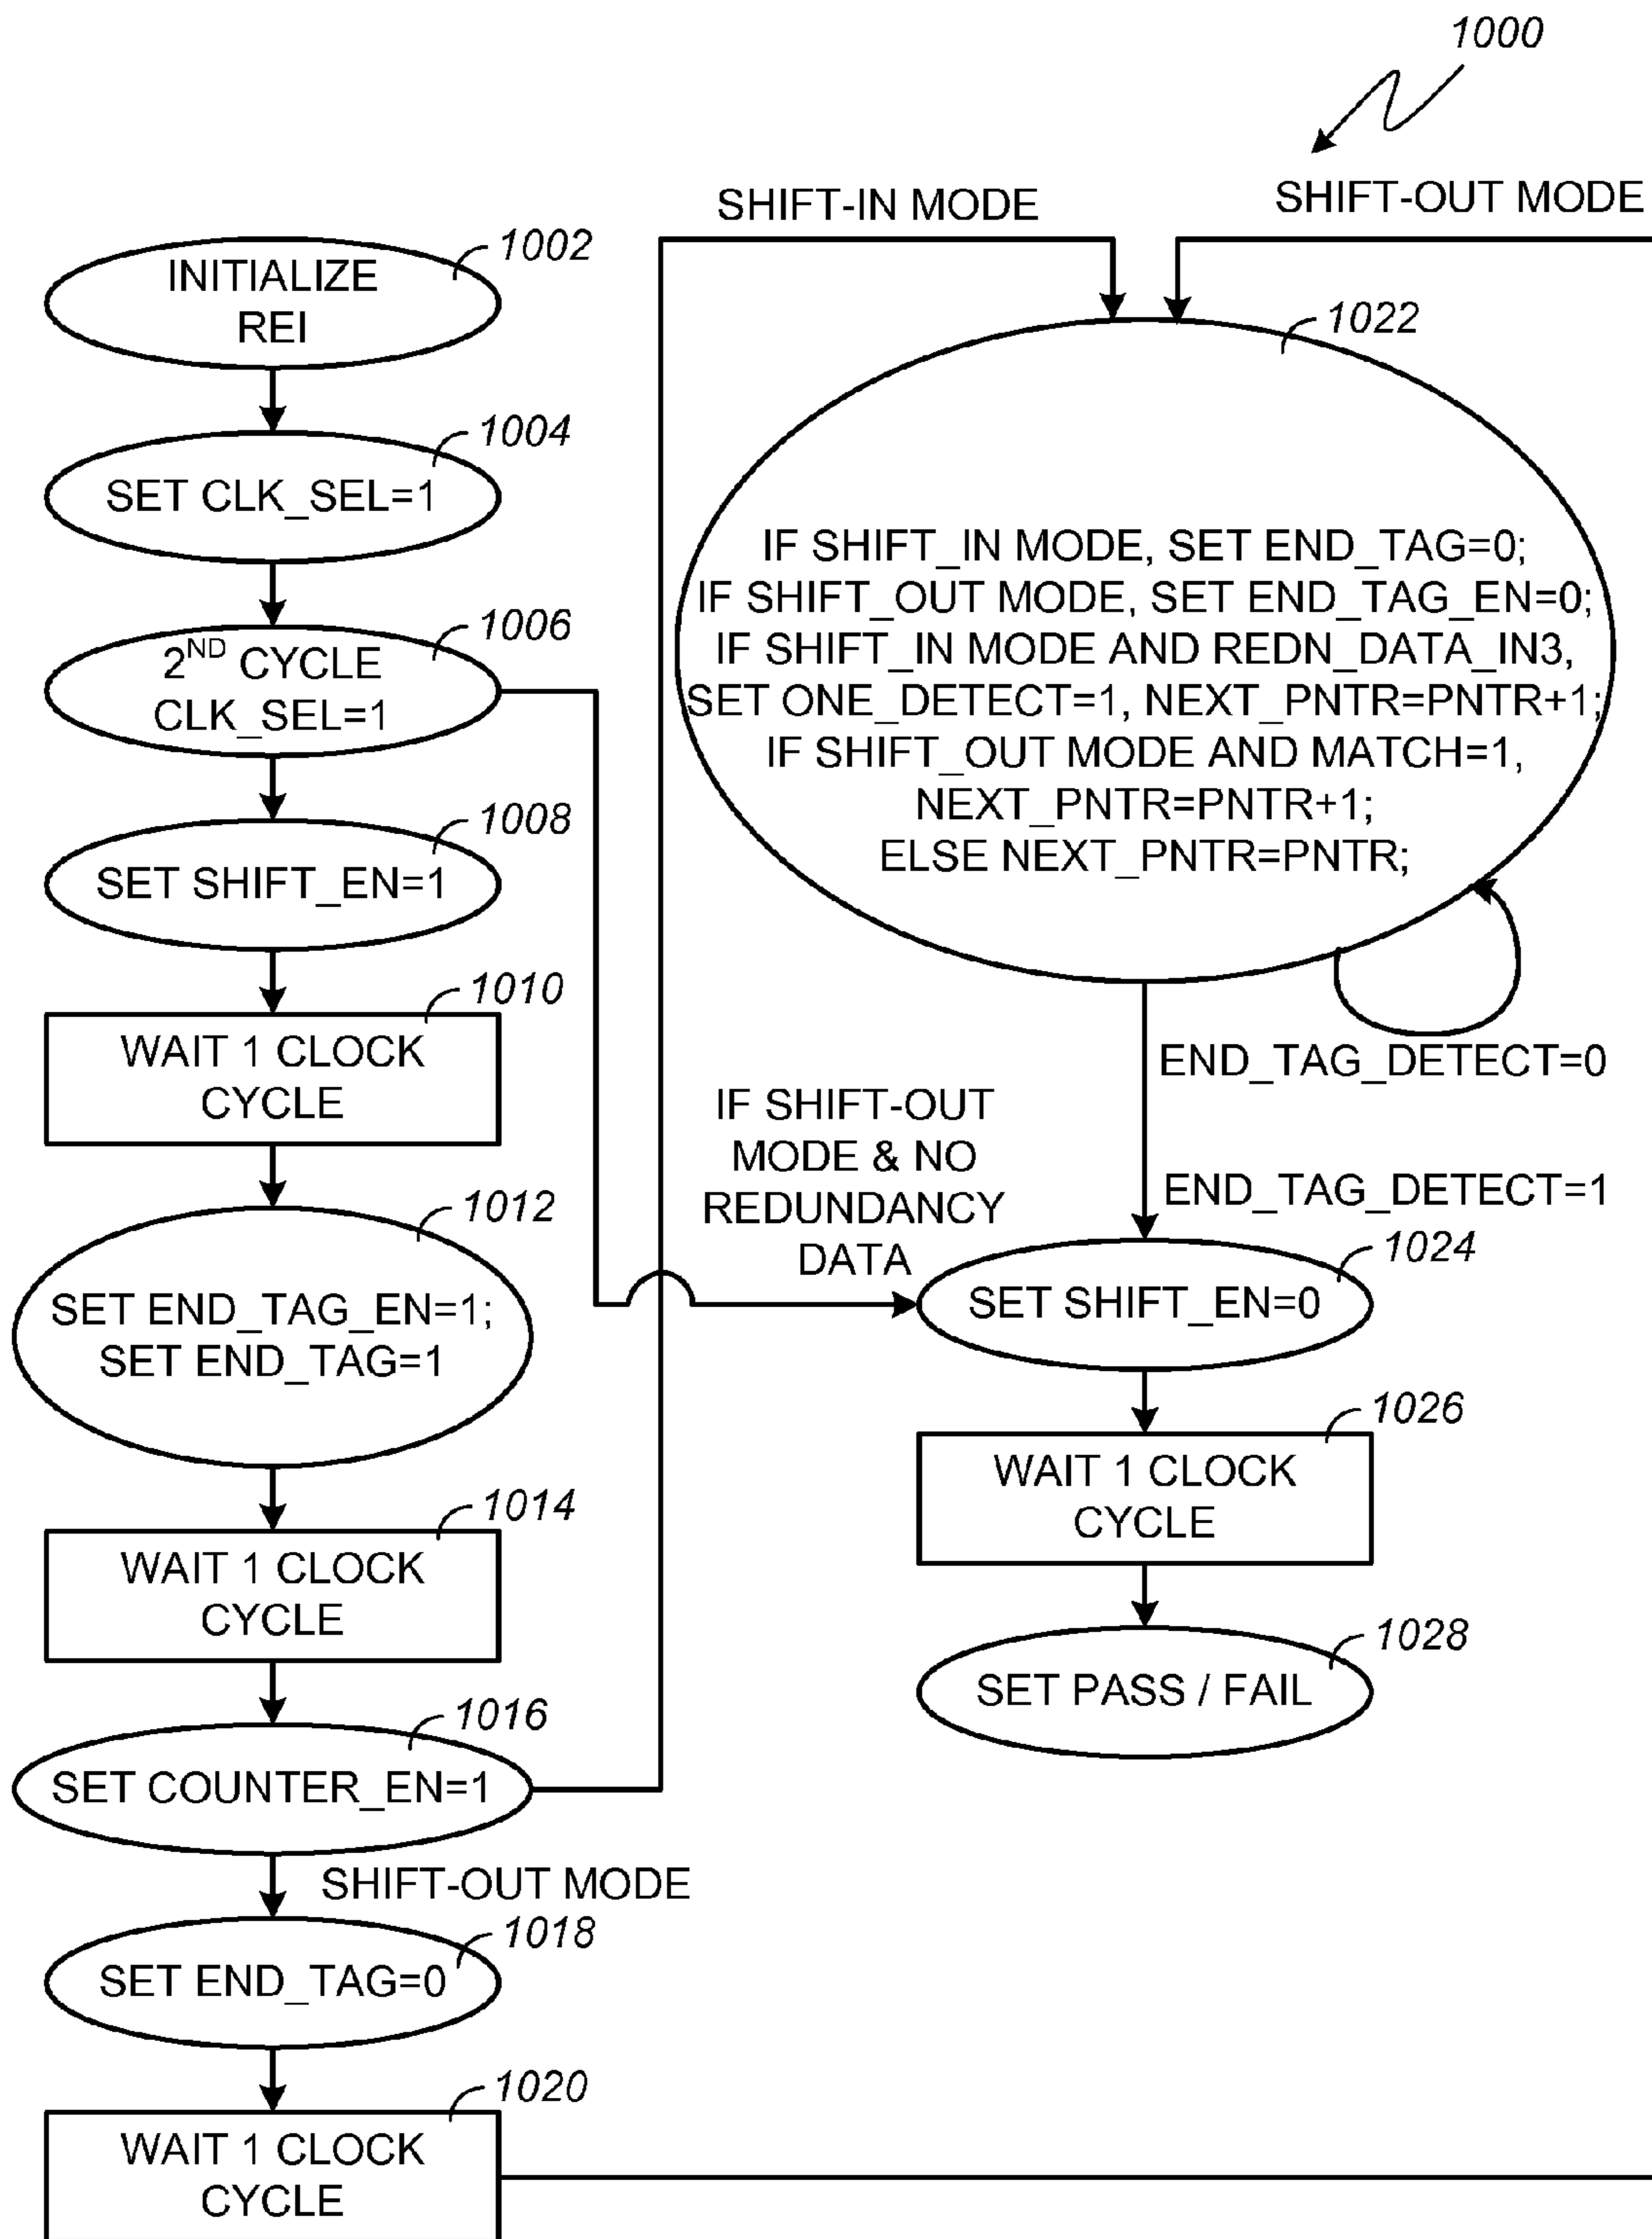 1000
SHIFT-IN MODE
SHIFT-OUT MODE
1002
INITIALIZE
REI
1004
SET CLK_SEL=1
1006
2ND CYCLE
CLK_SEL=1
1008
SET SHIFT_EN=1
1010
WAIT 1 CLOCK
CYCLE
1012
SET END_TAG_EN=1;
SET END_TAG=1
1014
WAIT 1 CLOCK
CYCLE
1016
SET COUNTER_EN=1
SHIFT-OUT MODE
1018
SET END_TAG=0
1020
WAIT 1 CLOCK
CYCLE
1022
IF SHIFT_IN MODE, SET END_TAG=0;
IF SHIFT_OUT MODE, SET END_TAG_EN=0;
IF SHIFT_IN MODE AND REDN_DATA_IN3,
SET ONE_DETECT=1, NEXT_PNTR=PNTR+1;
IF SHIFT_OUT MODE AND MATCH=1,
NEXT_PNTR=PNTR+1;
ELSE NEXT_PNTR=PNTR;
END_TAG_DETECT=0
IF SHIFT-OUT
MODE & NO
REDUNDANCY
DATA
END_TAG_DETECT=1
1024
SET SHIFT_EN=0
1026
WAIT 1 CLOCK
CYCLE
1028
SET PASS / FAIL